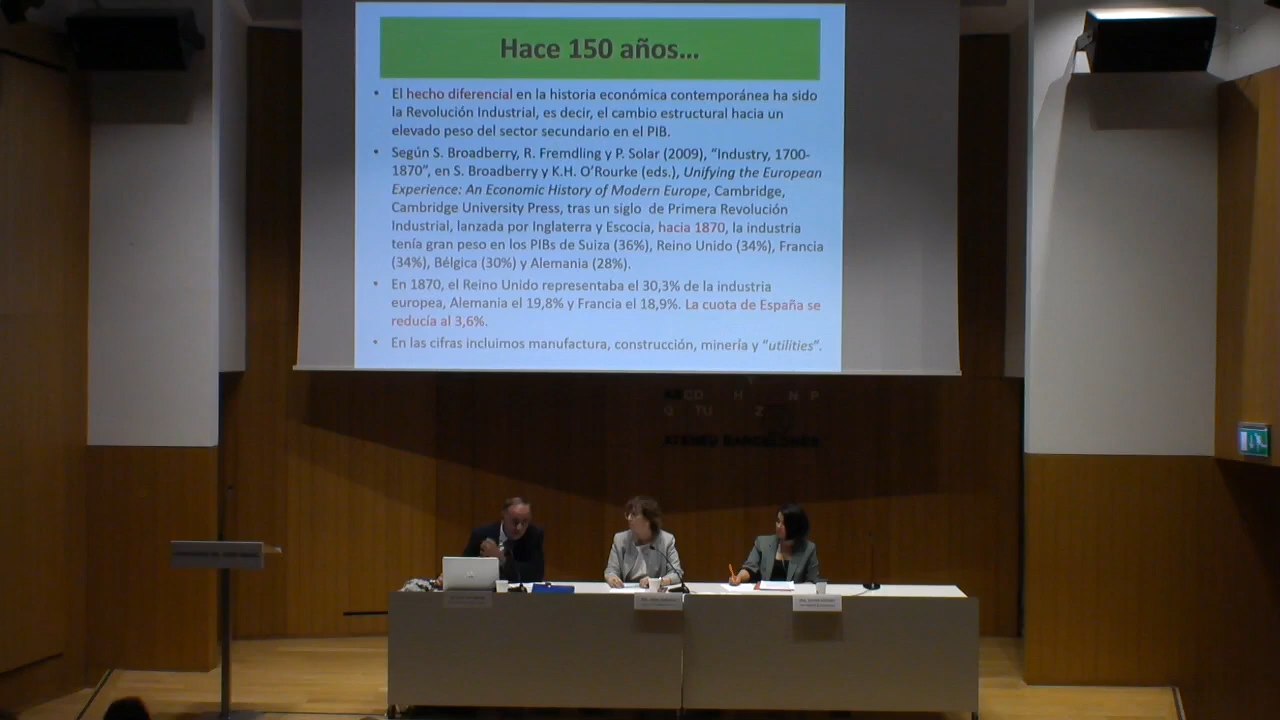 Hace 150 años...
• El hecho diferencial en la historia económica contemporánea ha sido
la Revolución Industrial, es decir, el cambio estructural hacia un
elevado peso del sector secundario en el PIB.
• Según S. Broadberry, R. Fremdling y P. Solar (2009), “Industry, 1700-
1870”, en S. Broadberry y K.H. O’Rourke (eds.), Unifying the European
Experience: An Economic History of Modern Europe, Cambridge,
Cambridge University Press, tras un siglo de Primera Revolución
Industrial, lanzada por Inglaterra y Escocia, hacia 1870, la industria
tenía gran peso en los PIBs de Suiza (36%), Reino Unido (34%), Francia
(34%), Bélgica (30%) y Alemania (28%).
• En 1870, el Reino Unido representaba el 30,3% de la industria
europea, Alemania el 19,8% y Francia el 18,9%. La cuota de España se
reducía al 3,6%.
• En las cifras incluimos manufactura, construcción, minería y “utilities”.
CD H N P
Q TU Z
ATENEU BARCELONÈS